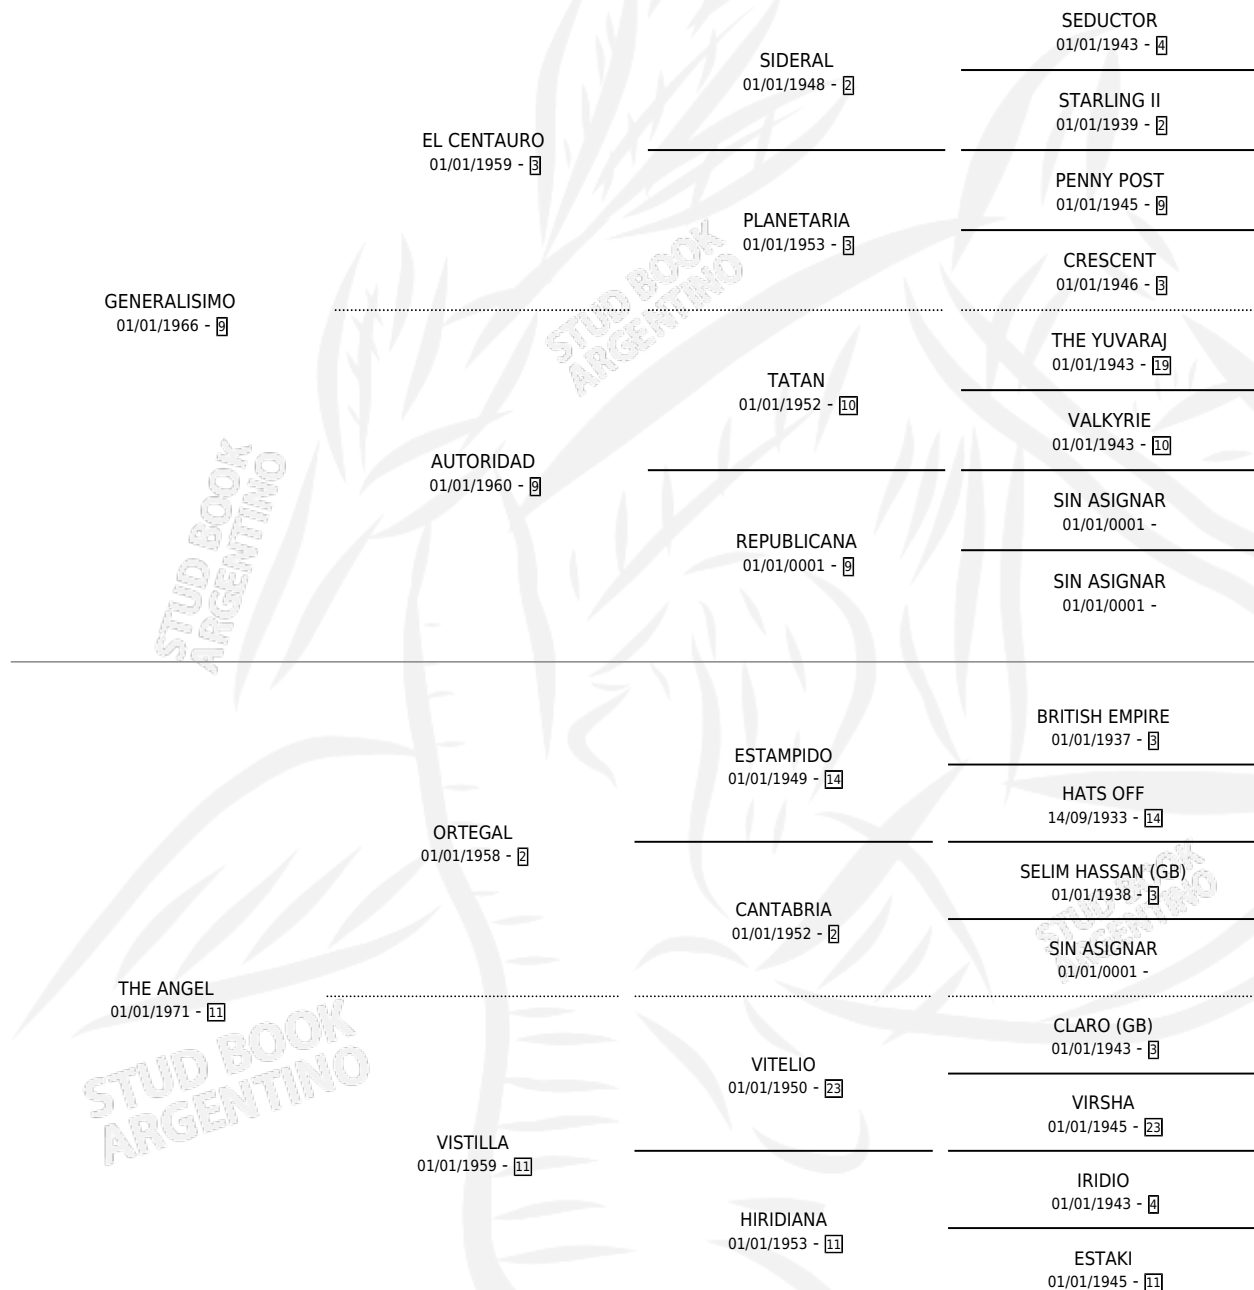 SEDUCTOR
01/01/1943 - 4
SIDERAL
01/01/1948 - 2
STARLING II
01/01/1939 - 2
EL CENTAURO
01/01/1959 - 3
PENNY POST
01/01/1945 - 9
PLANETARIA
01/01/1953 - 3
CRESCENT
01/01/1946 - 3
GENERALISIMO
01/01/1966 - 9
THE YUVARAJ
01/01/1943 - 19
TATAN
01/01/1952 - 10
VALKYRIE
01/01/1943 - 10
AUTORIDAD
01/01/1960 - 9
SIN ASIGNAR
01/01/0001 -
REPUBLICANA
01/01/0001 - 9
SIN ASIGNAR
01/01/0001 -
BRITISH EMPIRE
01/01/1937 - 3
ESTAMPIDO
01/01/1949 - 14
HATS OFF
14/09/1933 - 14
ORTEGAL
01/01/1958 - 2
SELIM HASSAN (GB)
01/01/1938 - 3
CANTABRIA
01/01/1952 - 2
SIN ASIGNAR
01/01/0001 -
THE ANGEL
01/01/1971 - 11
CLARO (GB)
01/01/1943 - 3
VITELIO
01/01/1950 - 23
VIRSHA
01/01/1945 - 23
VISTILLA
01/01/1959 - 11
IRIDIO
01/01/1943 - 4
HIRIDIANA
01/01/1953 - 11
ESTAKI
01/01/1945 - 11
STUD BOOK
ARGENTINO
STUD BOOK
ARGENTINO
STUD BOOK
ARGENTINO
STUD BOOK
ARGENTINO